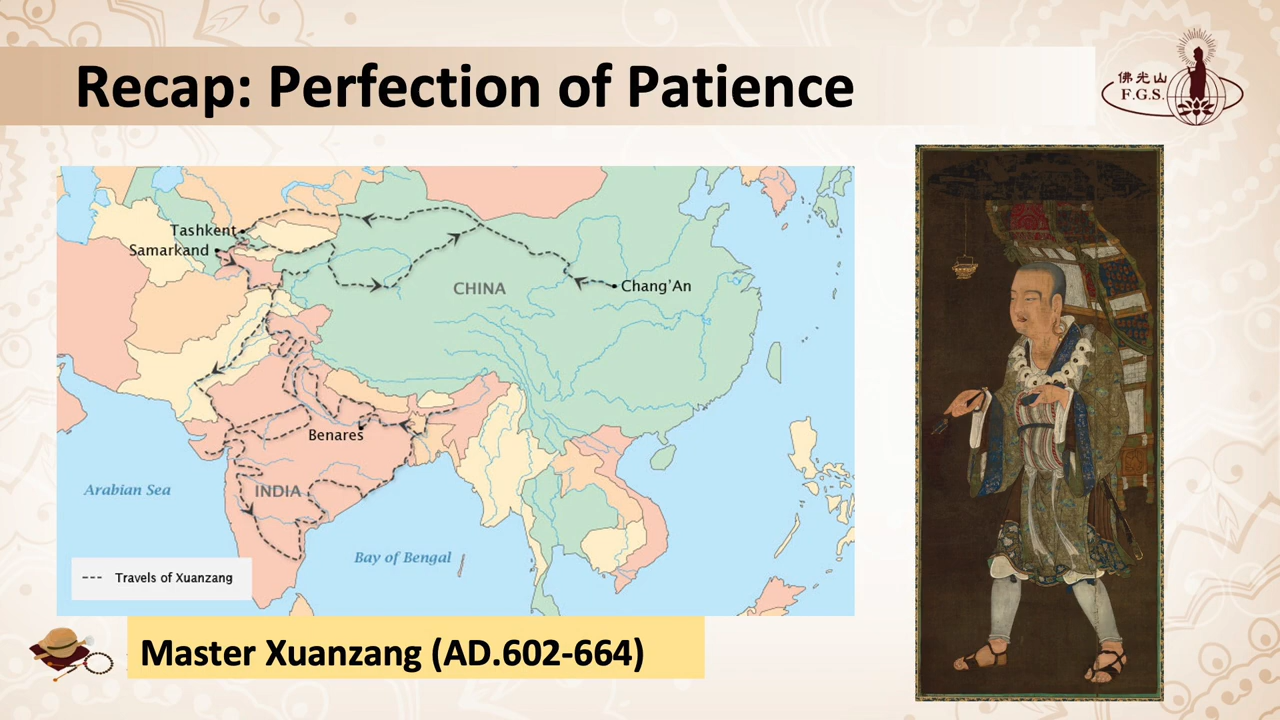 Recap: Perfection of Patience
佛光山
F.G.S.
Tashkent
Samarkand
CHINA
Chang'An
Benares
Arabian Sea
INDIA
Bay of Bengal
Travels of Xuanzang
Master Xuanzang (AD.602-664)